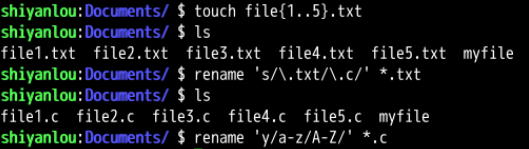 shiyanlou:Documents/ $ touch file{1..5}.txt
shiyanlou:Documents/ $ ls
file1.txt file2.txt file3.txt file4.txt file5.txt myfile
shiyanlou:Documents/ $ rename 's/\.txt/\.c/' *.txt
shiyanlou:Documents/ $ ls
file1.c file2.c file3.c file4.c file5.c myfile
shiyanlou:Documents/ $ rename 'y/a-z/A-Z/' *.c